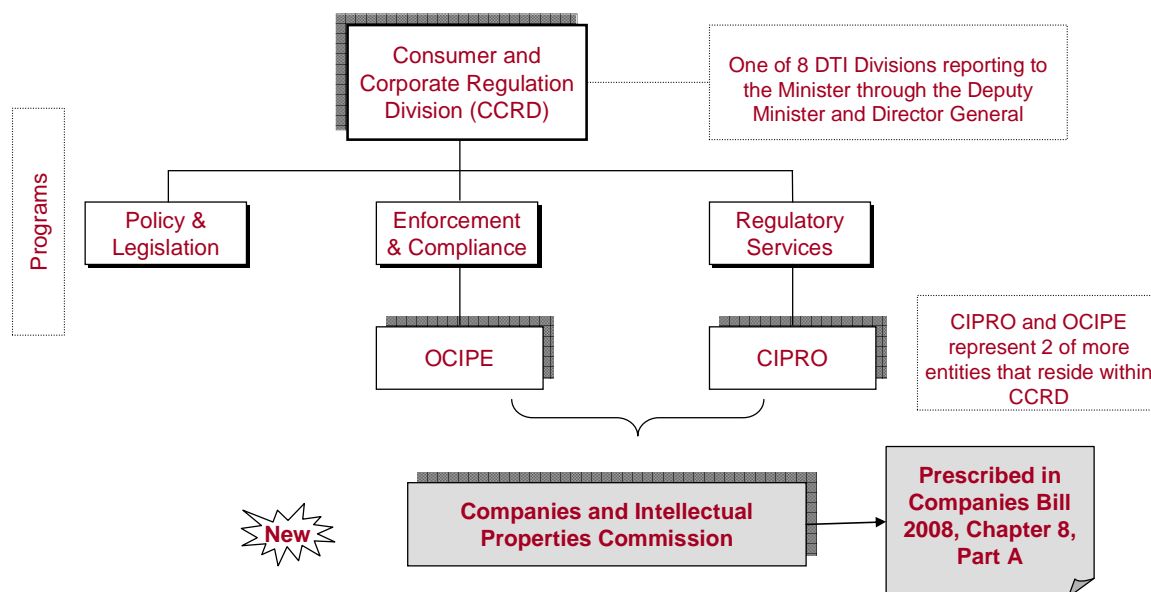 Consumer and
Corporate Regulation
Division (CCRD)
One of 8 DTI Divisions reporting to
the Minister through the Deputy
Minister and Director General
Programs
Policy &
Legislation
Enforcement
& Compliance
Regulatory
Services
OCIPE
CIPRO
CIPRO and OCIPE
represent 2 of more
entities that reside within
CCRD
New
Companies and Intellectual
Properties Commission
Prescribed in
Companies Bill
2008, Chapter 8,
Part A